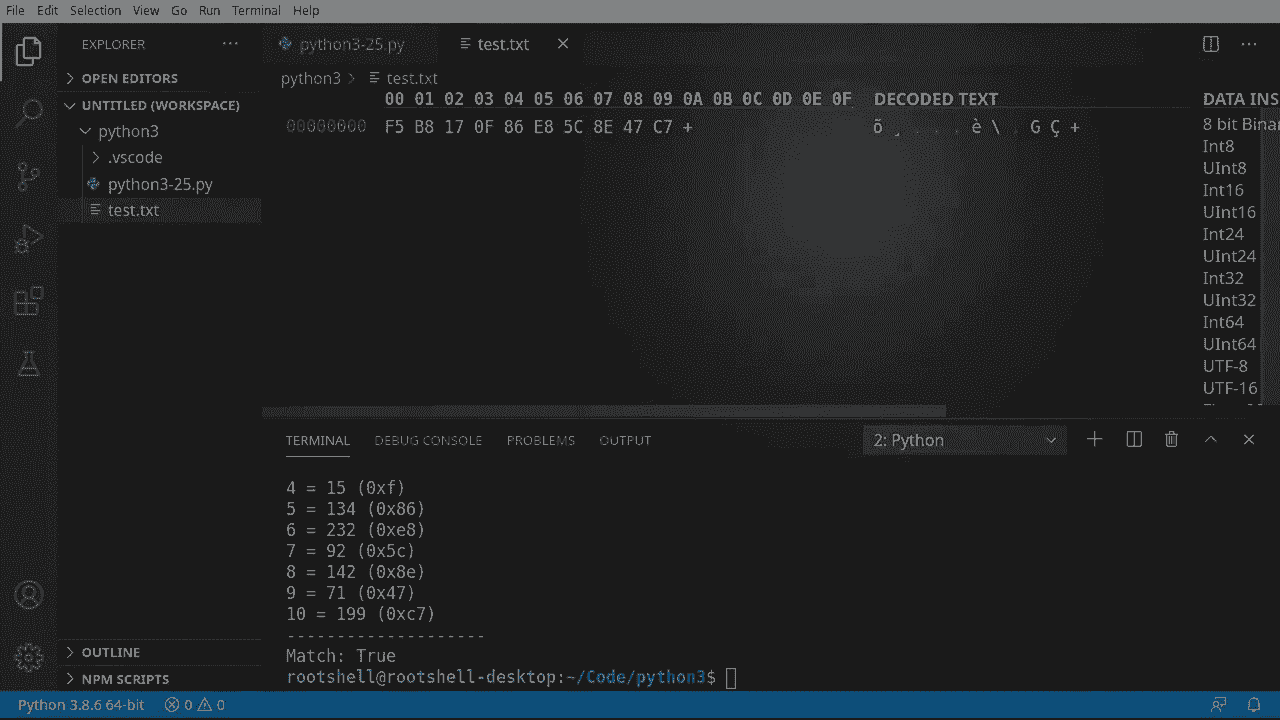 File Edit Selection View Go Run Terminal Help
EXPLORER ···
OPEN EDITORS
UNTITLED (WORKSPACE)
python3
.vscode
python3-25.py
test.txt
OUTLINE
NPM SCRIPTS
python3-25.py test.txt
python3 > test.txt
00 01 02 03 04 05 06 07 08 09 0A 0B 0C 0D 0E 0F DECODED TEXT
00000000 F5 B8 17 0F 86 E8 5C 8E 47 C7 + õ ¸ . . . è \ . G Ç +
DATA INS
8 bit Binar
Int8
UInt8
Int16
UInt16
Int24
UInt24
Int32
UInt32
Int64
UInt64
UTF-8
UTF-16
TERMINAL DEBUG CONSOLE PROBLEMS OUTPUT 2: Python
4 = 15 (0xf)
5 = 134 (0x86)
6 = 232 (0xe8)
7 = 92 (0x5c)
8 = 142 (0x8e)
9 = 71 (0x47)
10 = 199 (0xc7)
--------------------
Match: True
rootshell@rootshell-desktop:~/Code/python3$
Python 3.8.6 64-bit 0 0